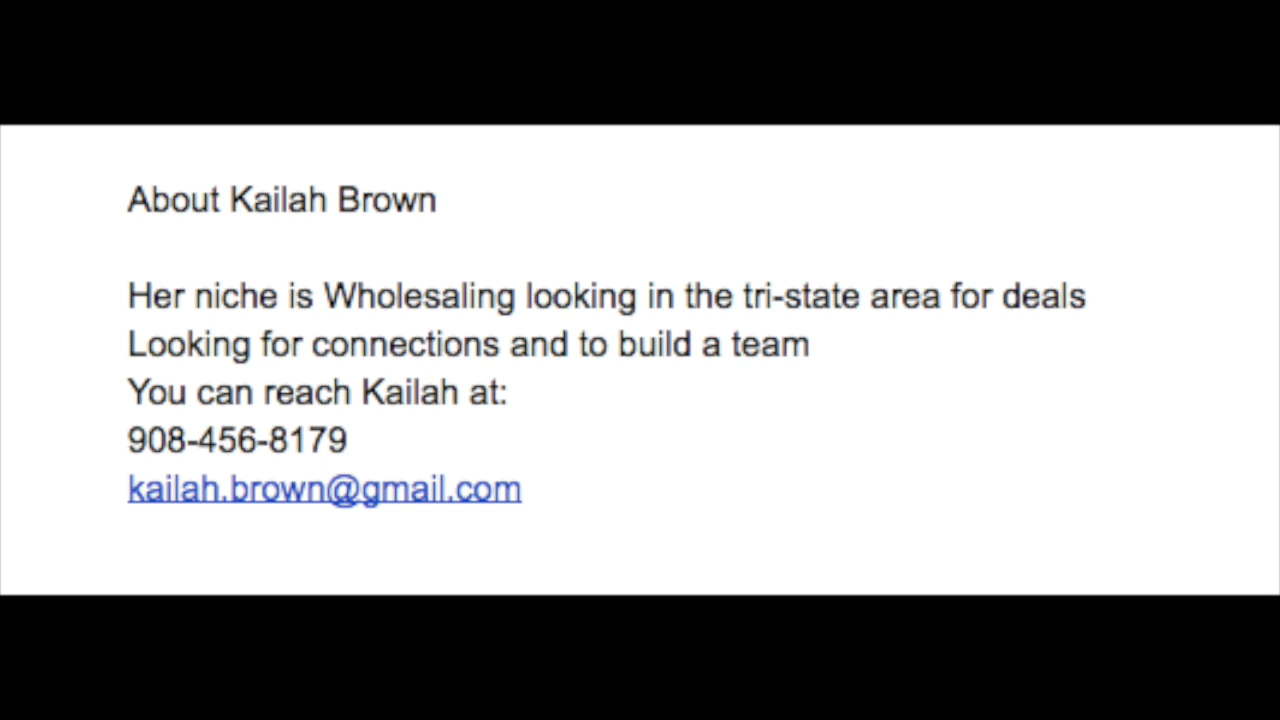 About Kailah Brown
Her niche is Wholesaling looking in the tri-state area for deals
Looking for connections and to build a team
You can reach Kailah at:
908-456-8179
kailah.brown@gmail.com